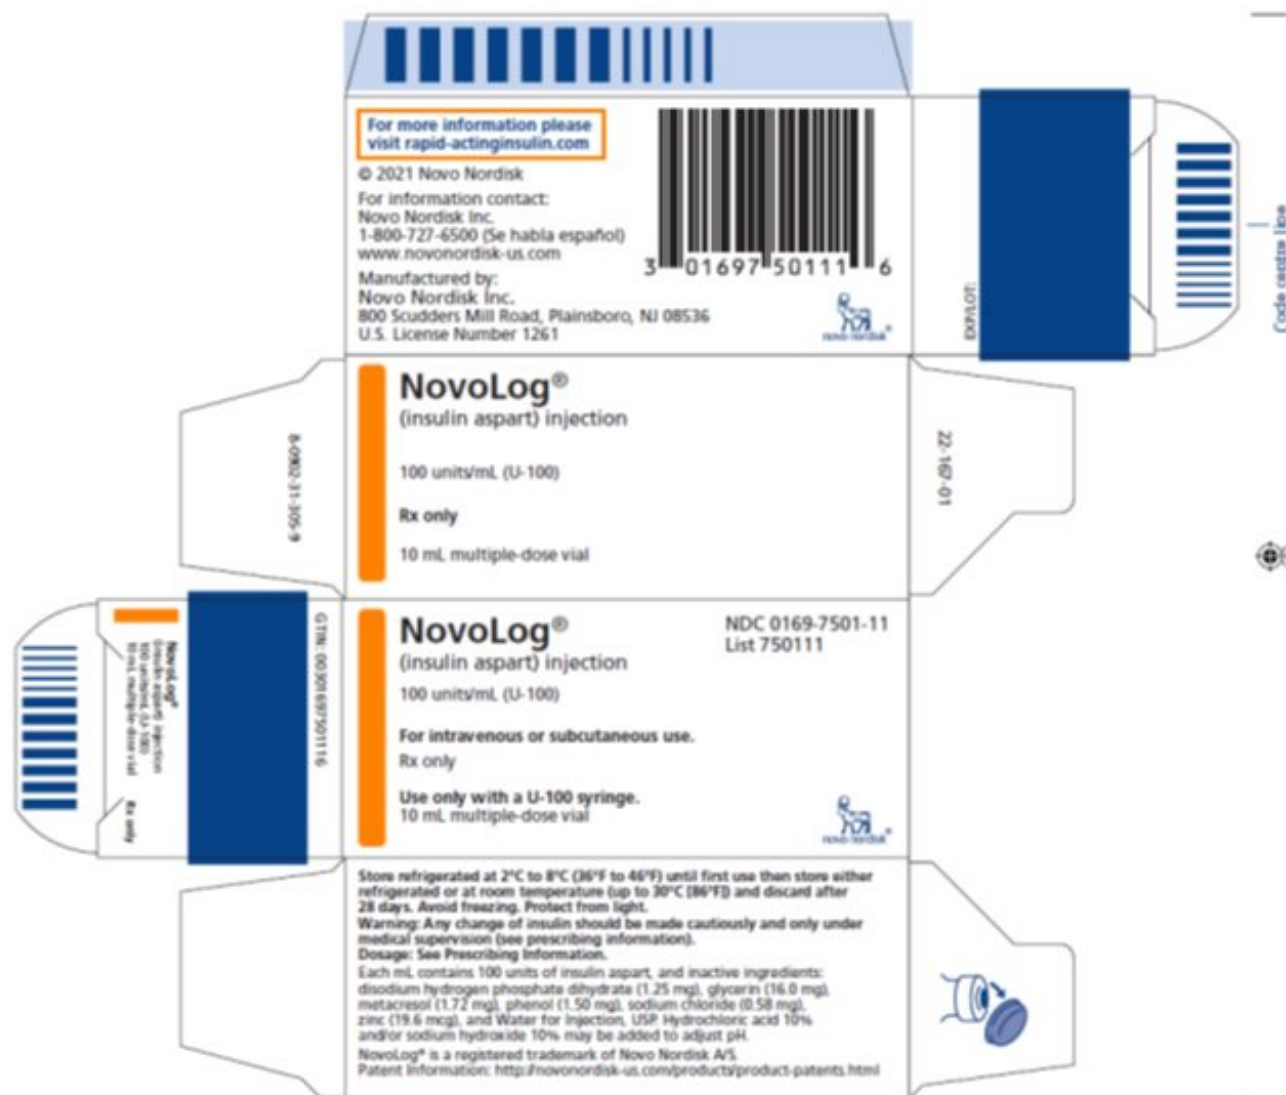 For more information please
visit rapid-actinginsulin.com
© 2021 Novo Nordisk
For information contact:
Novo Nordisk Inc.
1-800-727-6500 (Se habla español)
www.novonordisk-us.com
Manufactured by:
Novo Nordisk Inc.
800 Scudders Mill Road, Plainsboro, NJ 08536
U.S. License Number 1261
3 01697 50111 6
novo nordisk®
EXP/LOT:
Code centre line
NovoLog®
(insulin aspart) injection
100 units/mL (U-100)
Rx only
10 mL multiple-dose vial
8-0902-31-305-9
22-167-01
NovoLog®
(insulin aspart) injection
100 units/mL (U-100)
10 mL multiple-dose vial
Rx only
GTIN: 00301697501116
NovoLog®
(insulin aspart) injection
100 units/mL (U-100)
For intravenous or subcutaneous use.
Rx only
Use only with a U-100 syringe.
10 mL multiple-dose vial
NDC 0169-7501-11
List 750111
novo nordisk®
Store refrigerated at 2°C to 8°C (36°F to 46°F) until first use then store either
refrigerated or at room temperature (up to 30°C [86°F]) and discard after
28 days. Avoid freezing. Protect from light.
Warning: Any change of insulin should be made cautiously and only under
medical supervision (see prescribing information).
Dosage: See Prescribing Information.
Each mL contains 100 units of insulin aspart, and inactive ingredients:
disodium hydrogen phosphate dihydrate (1.25 mg), glycerin (16.0 mg),
metacresol (1.72 mg), phenol (1.50 mg), sodium chloride (0.58 mg),
zinc (19.6 mcg), and Water for Injection, USP. Hydrochloric acid 10%
and/or sodium hydroxide 10% may be added to adjust pH.
NovoLog® is a registered trademark of Novo Nordisk A/S.
Patent Information: http://novonordisk-us.com/products/product-patents.html